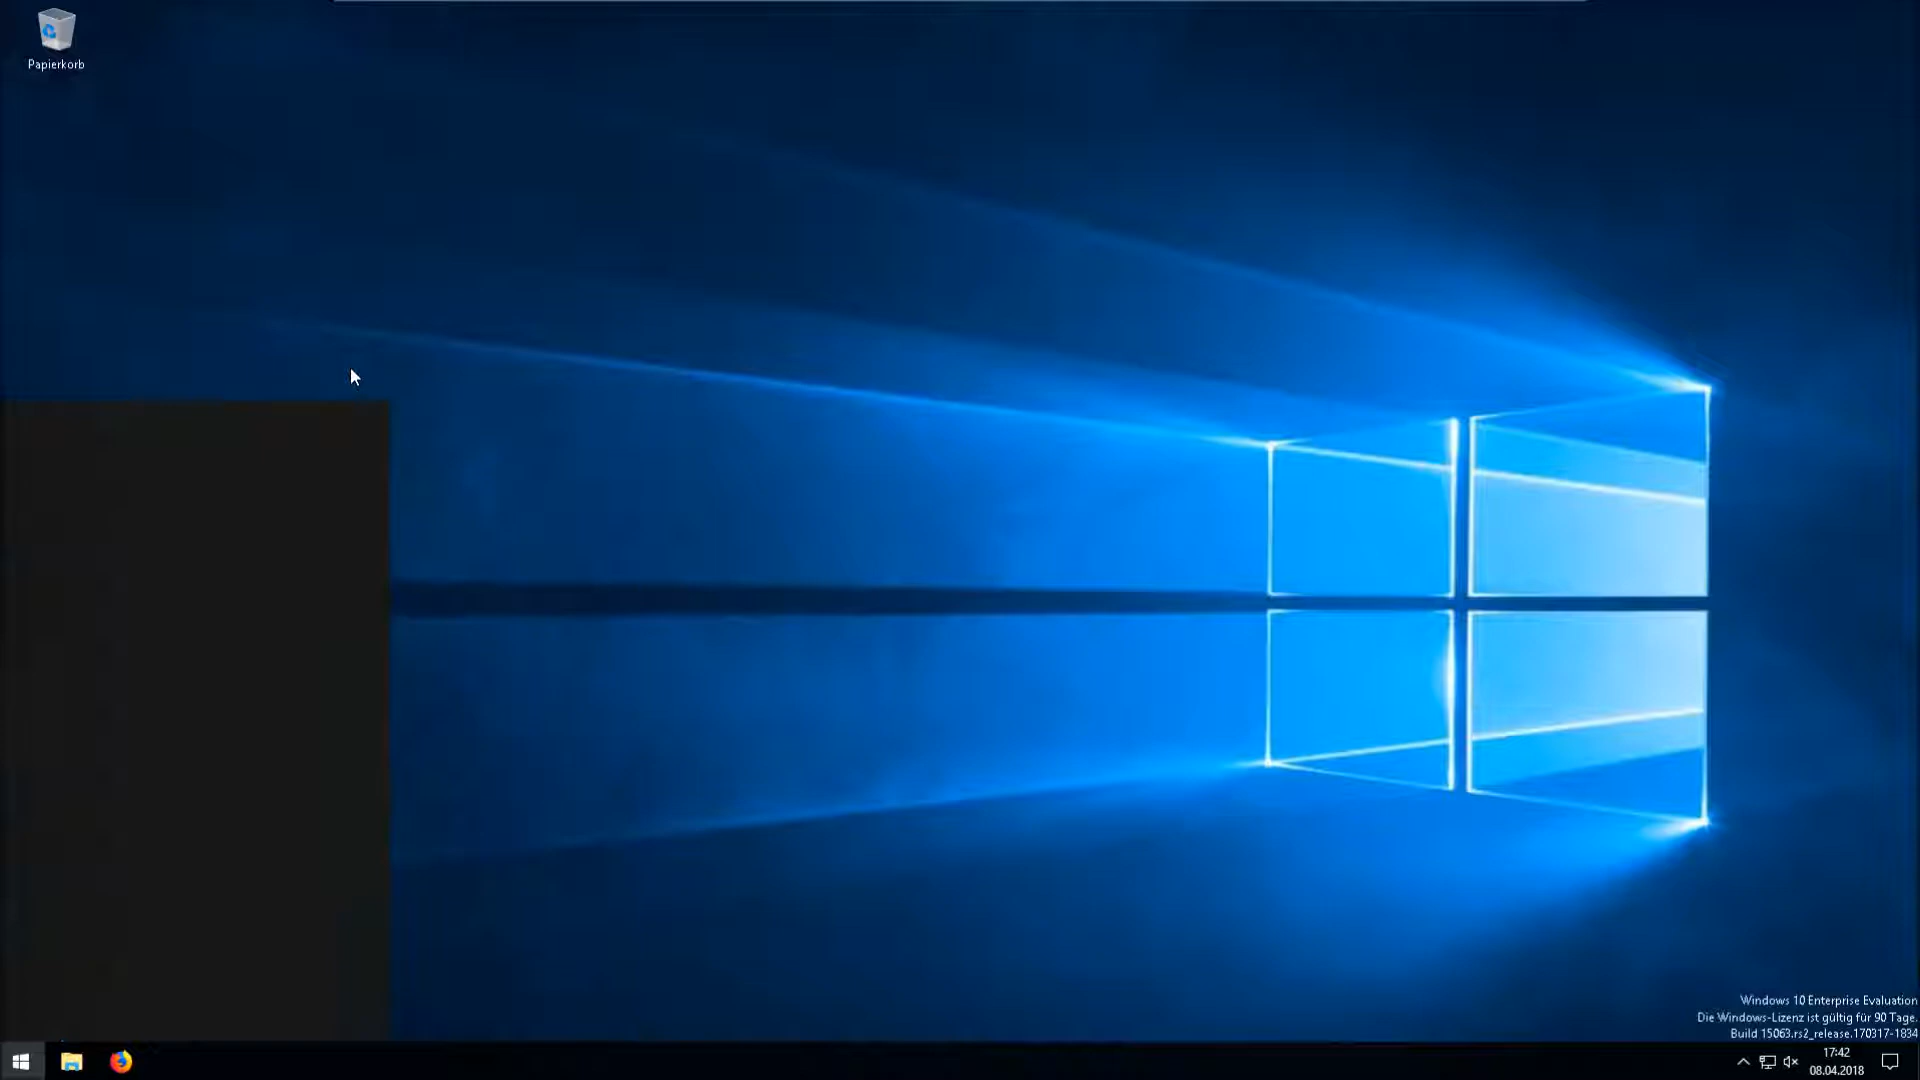 Papierkorb
Windows 10 Enterprise Evaluation
Die Windows-Lizenz ist gültig für 90 Tage.
Build 15063.rs2_release.170317-1834
17:42
08.04.2018